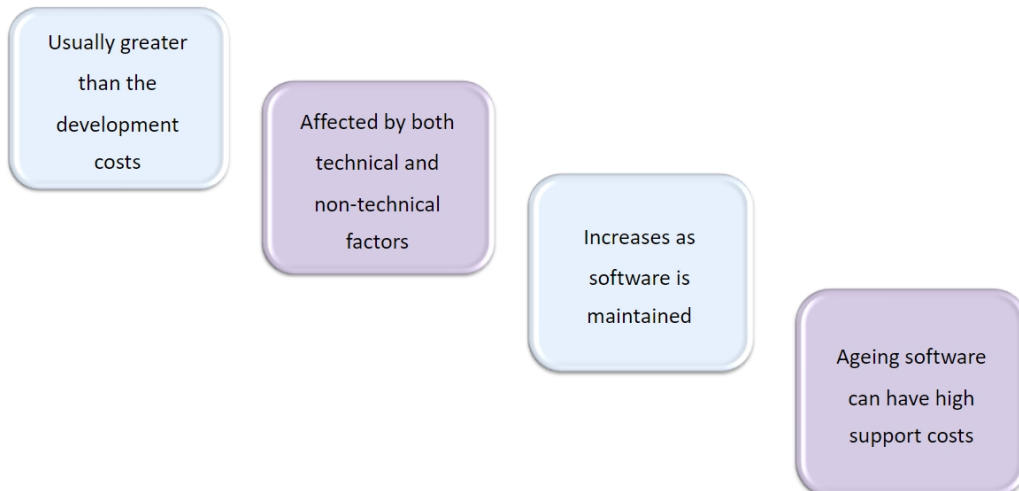 Usually greater
than the
development
costs
Affected by both
technical and
non-technical
factors
Increases as
software is
maintained
Ageing software
can have high
support costs